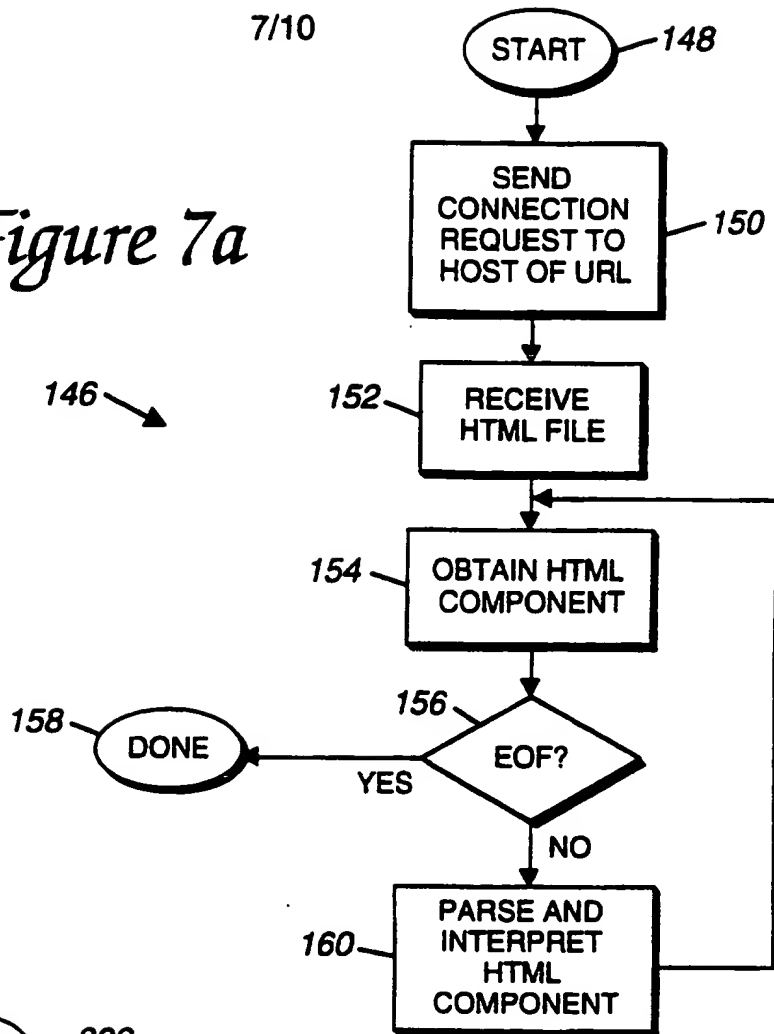 7/10
START
148
SEND
CONNECTION
REQUEST TO
HOST OF URL
150
Figure 7a
146
152
RECEIVE
HTML FILE
154
OBTAIN HTML
COMPONENT
156
158
DONE
EOF?
YES
NO
160
PARSE AND
INTERPRET
HTML
COMPONENT